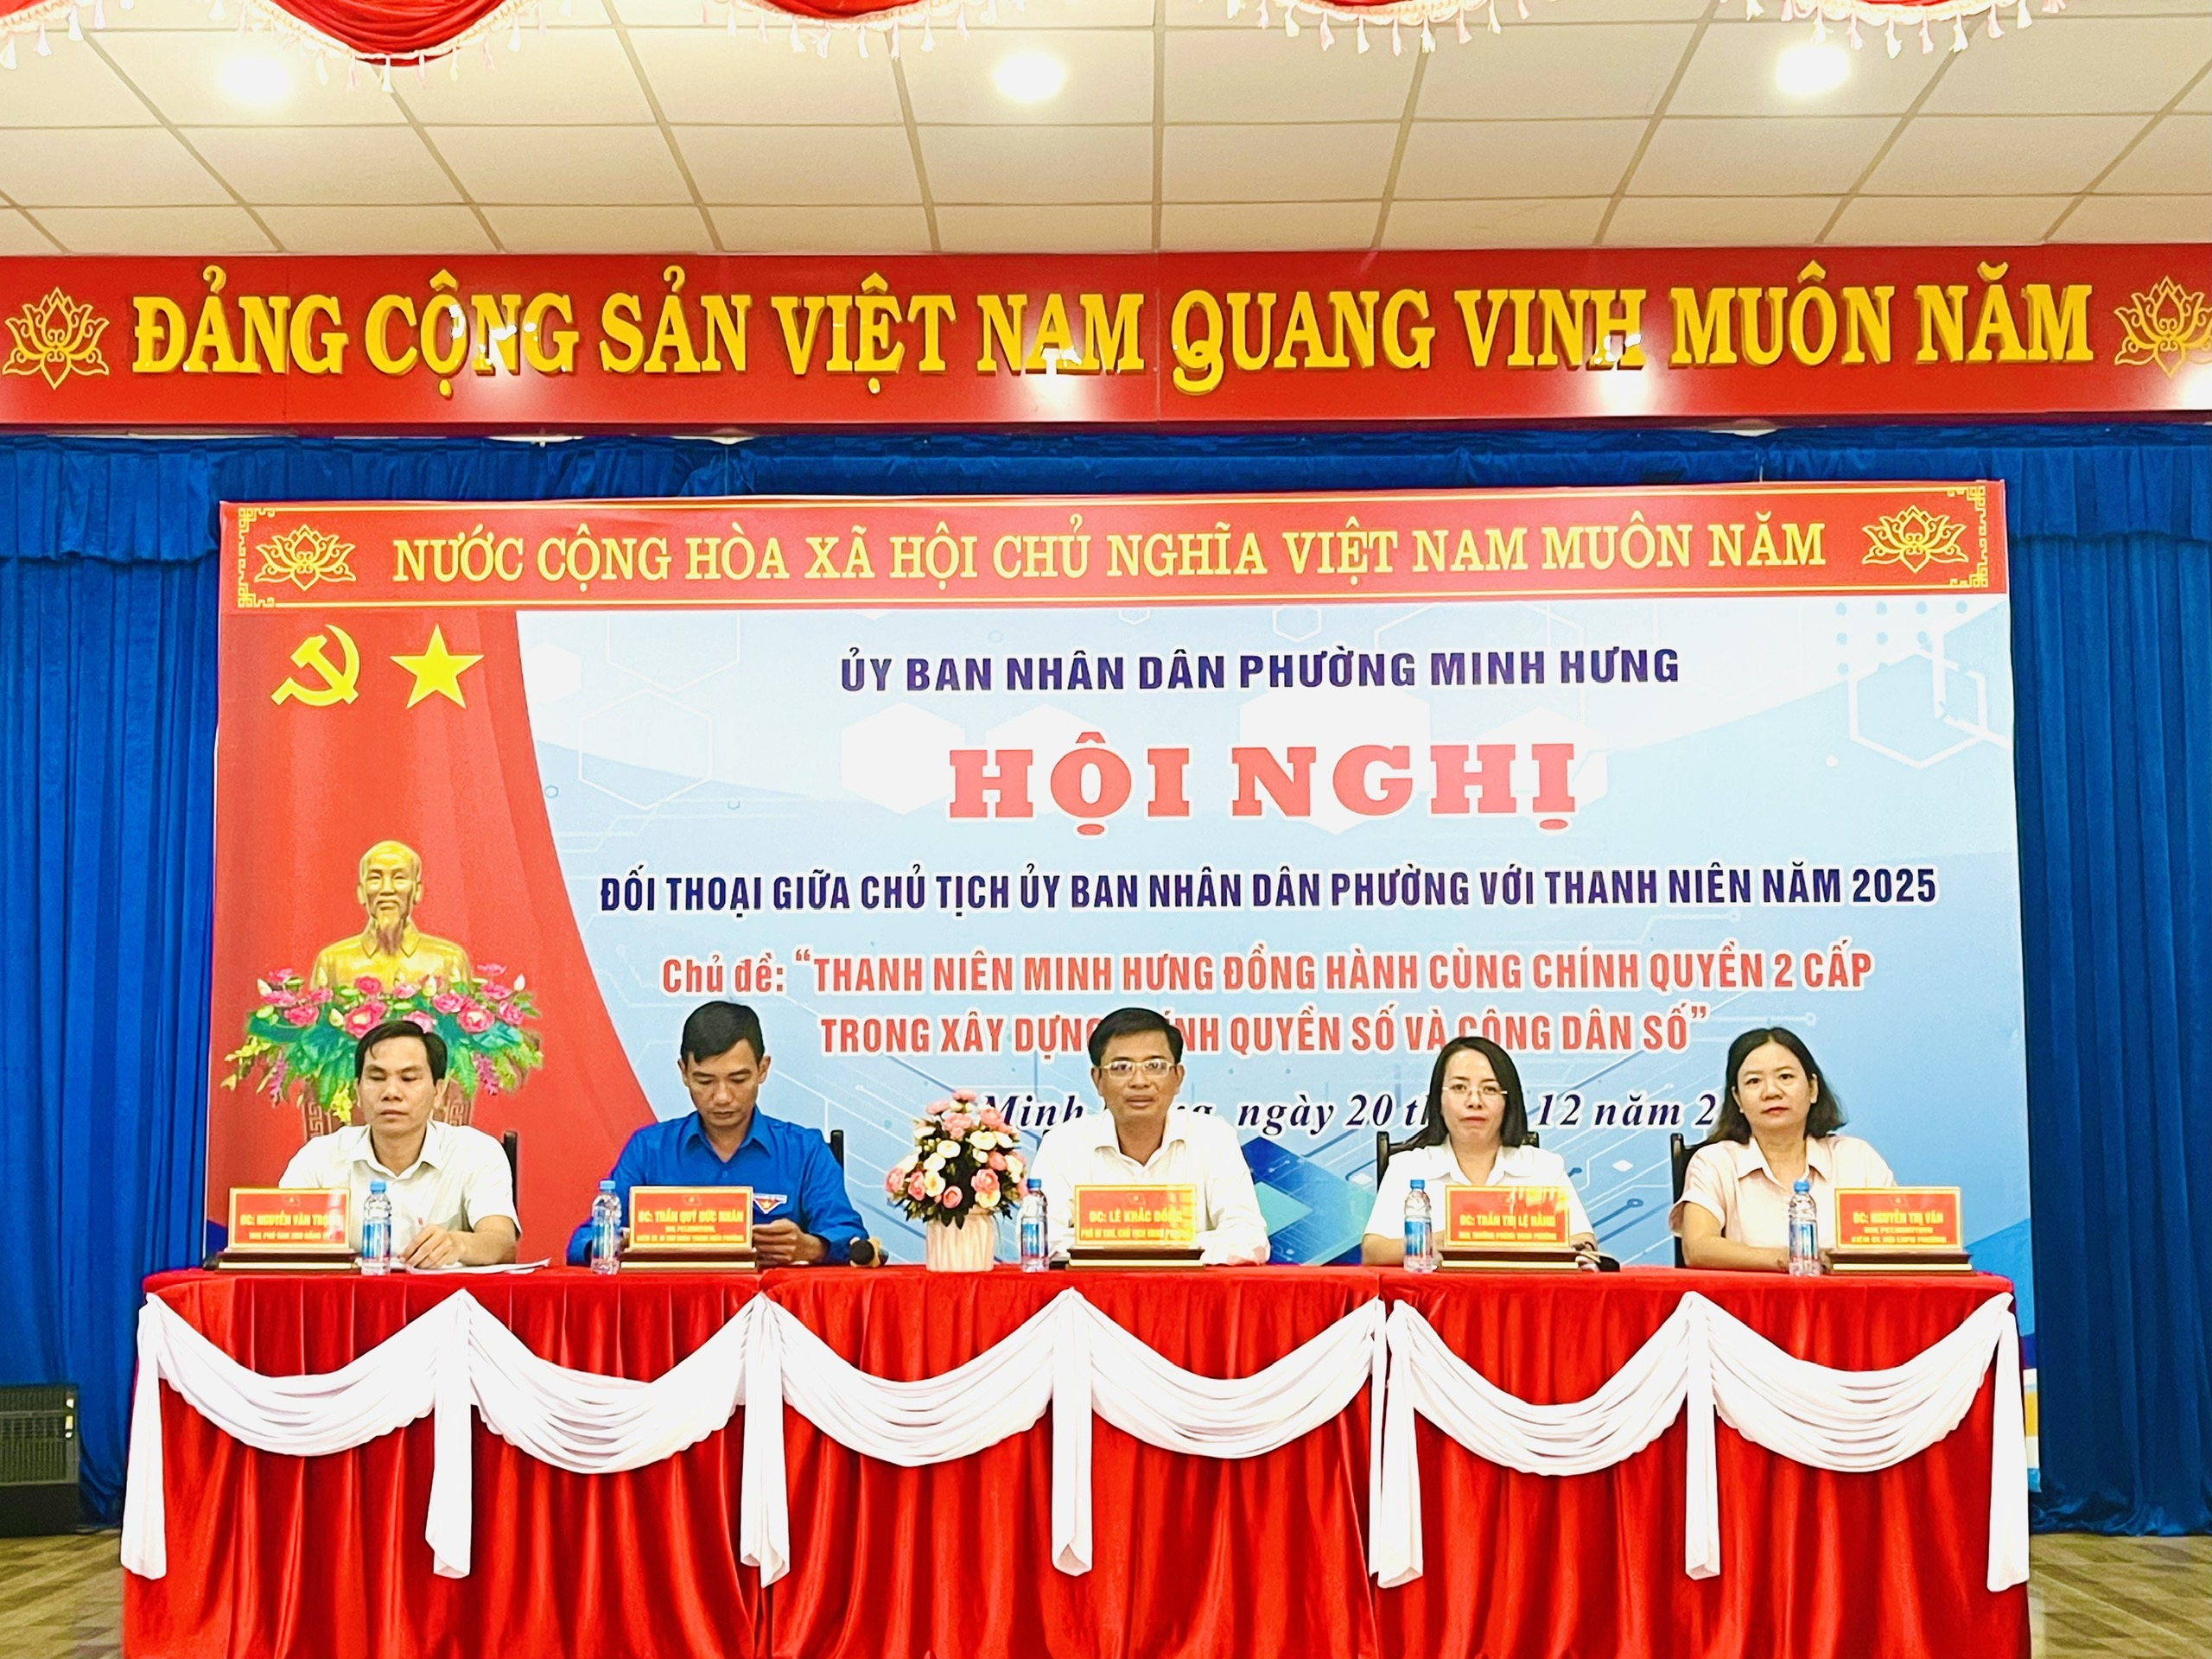 ĐẢNG CỘNG SẢN VIỆT NAM QUANG VINH MUÔN NĂM
NƯỚC CỘNG HÒA XÃ HỘI CHỦ NGHĨA VIỆT NAM MUÔN NĂM
ỦY BAN NHÂN DÂN PHƯỜNG MINH HƯNG
HỘI NGHỊ
ĐỐI THOẠI GIỮA CHỦ TỊCH ỦY BAN NHÂN DÂN PHƯỜNG VỚI THANH NIÊN NĂM 2025
Chủ đề: “THANH NIÊN MINH HƯNG ĐỒNG HÀNH CÙNG CHÍNH QUYỀN 2 CẤP
TRONG XÂY DỰNG QUYỀN SỐ VÀ CÔNG DÂN SỐ”
Minh ngày 20 12 năm
ĐC: NGUYỄN VĂN
ĐC: TRẦN QUÝ ĐỨC NHÂN
ĐC: LÊ KHẮC
ĐC: TRẦN THỊ LỆ HẰNG
ĐC: NGUYỄN THỊ VÂN